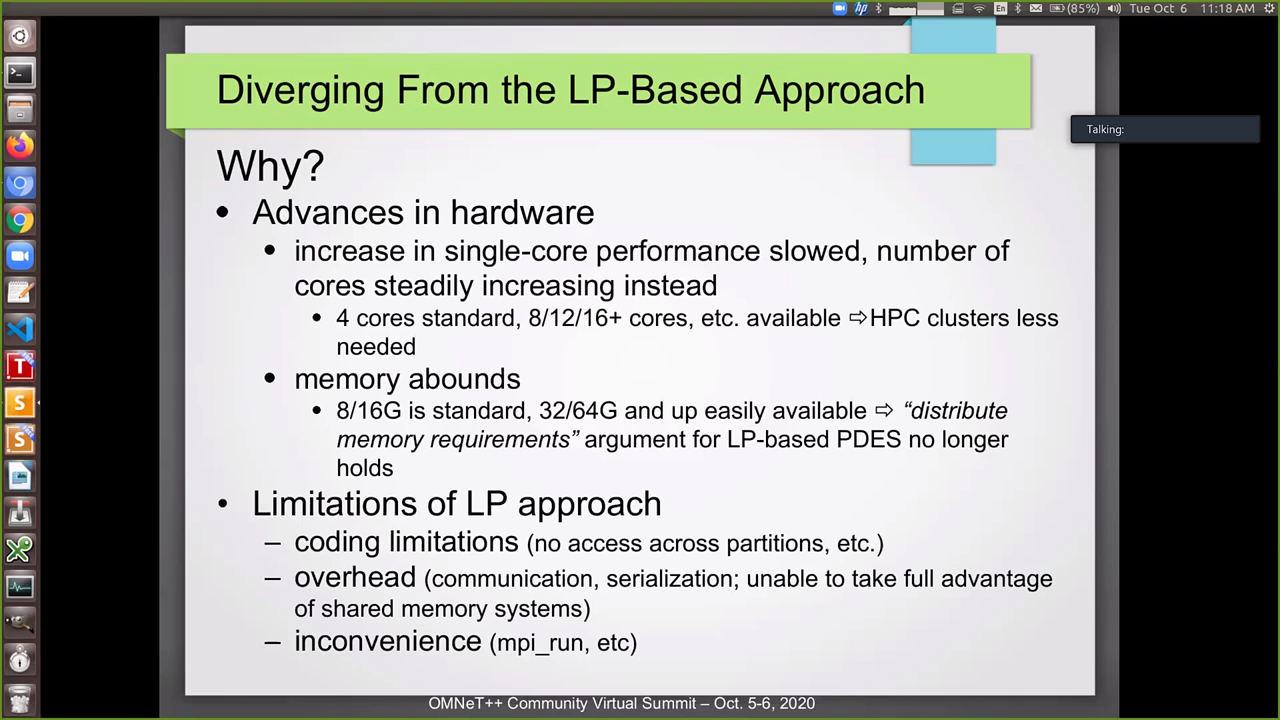 hp En (85%) Tue Oct 6 11:18 AM
Diverging From the LP-Based Approach
Talking:
Why?
• Advances in hardware
• increase in single-core performance slowed, number of
cores steadily increasing instead
• 4 cores standard, 8/12/16+ cores, etc. available ⇨HPC clusters less
needed
• memory abounds
• 8/16G is standard, 32/64G and up easily available ⇨ “distribute
memory requirements” argument for LP-based PDES no longer
holds
• Limitations of LP approach
– coding limitations (no access across partitions, etc.)
– overhead (communication, serialization; unable to take full advantage
of shared memory systems)
– inconvenience (mpi_run, etc)
OMNeT++ Community Virtual Summit – Oct. 5-6, 2020